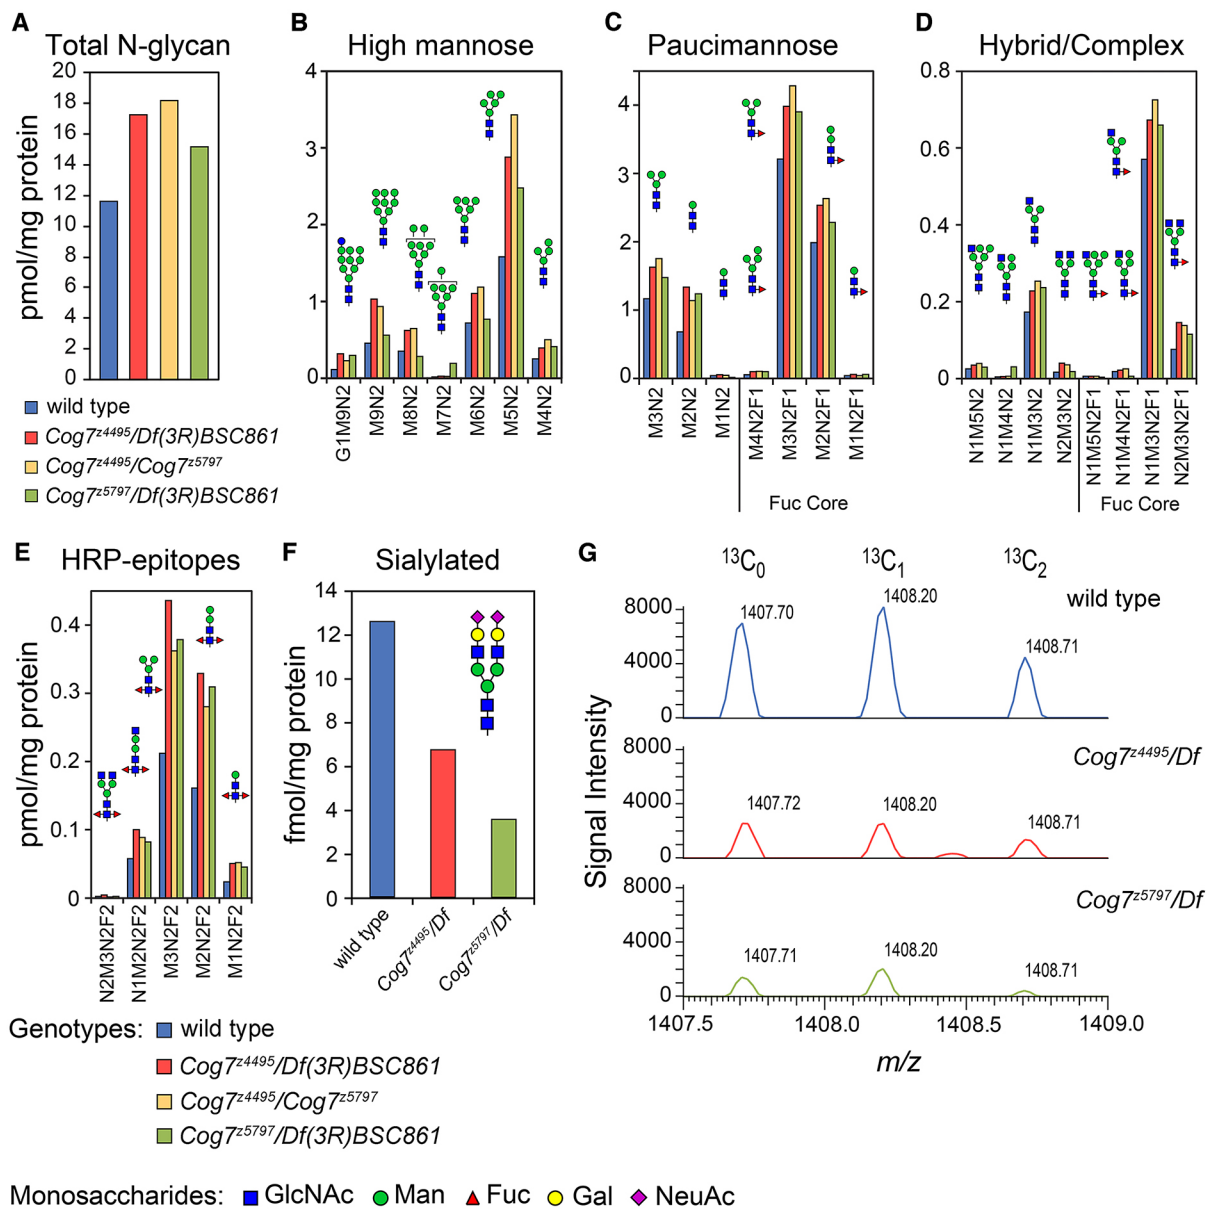 A
Total N-glycan
pmol/mg protein
20
18
16
14
12
10
8
6
4
2
0
wild type
Cog7z4495/Df(3R)BSC861
Cog7z4495/Cog7z5797
Cog7z5797/Df(3R)BSC861
B
High mannose
4
3
2
1
0
G1M9N2
M9N2
M8N2
M7N2
M6N2
M5N2
M4N2
C
Paucimannose
4
3
2
1
0
M3N2
M2N2
M1N2
M4N2F1
M3N2F1
M2N2F1
M1N2F1
Fuc Core
D
Hybrid/Complex
0.8
0.6
0.4
0.2
0
N1M5N2
N1M4N2
N1M3N2
N2M3N2
N1M5N2F1
N1M4N2F1
N1M3N2F1
N2M3N2F1
Fuc Core
E
HRP-epitopes
pmol/mg protein
0.4
0.3
0.2
0.1
0
N2M3N2F2
N1M2N2F2
M3N2F2
M2N2F2
M1N2F2
F
Sialylated
fmol/mg protein
14
12
10
8
6
4
2
0
wild type
Cog7z4495/Df
Cog7z5797/Df
G
13C0
13C1
13C2
Signal Intensity
wild type
8000
4000
0
1407.70
1408.20
1408.71
Cog7z4495/Df
8000
4000
0
1407.72
1408.20
1408.71
Cog7z5797/Df
8000
4000
0
1407.71
1408.20
1408.71
1407.5
1408.0
1408.5
1409.0
m/z
Genotypes:
wild type
Cog7z4495/Df(3R)BSC861
Cog7z4495/Cog7z5797
Cog7z5797/Df(3R)BSC861
Monosaccharides: GlcNAc Man Fuc Gal NeuAc